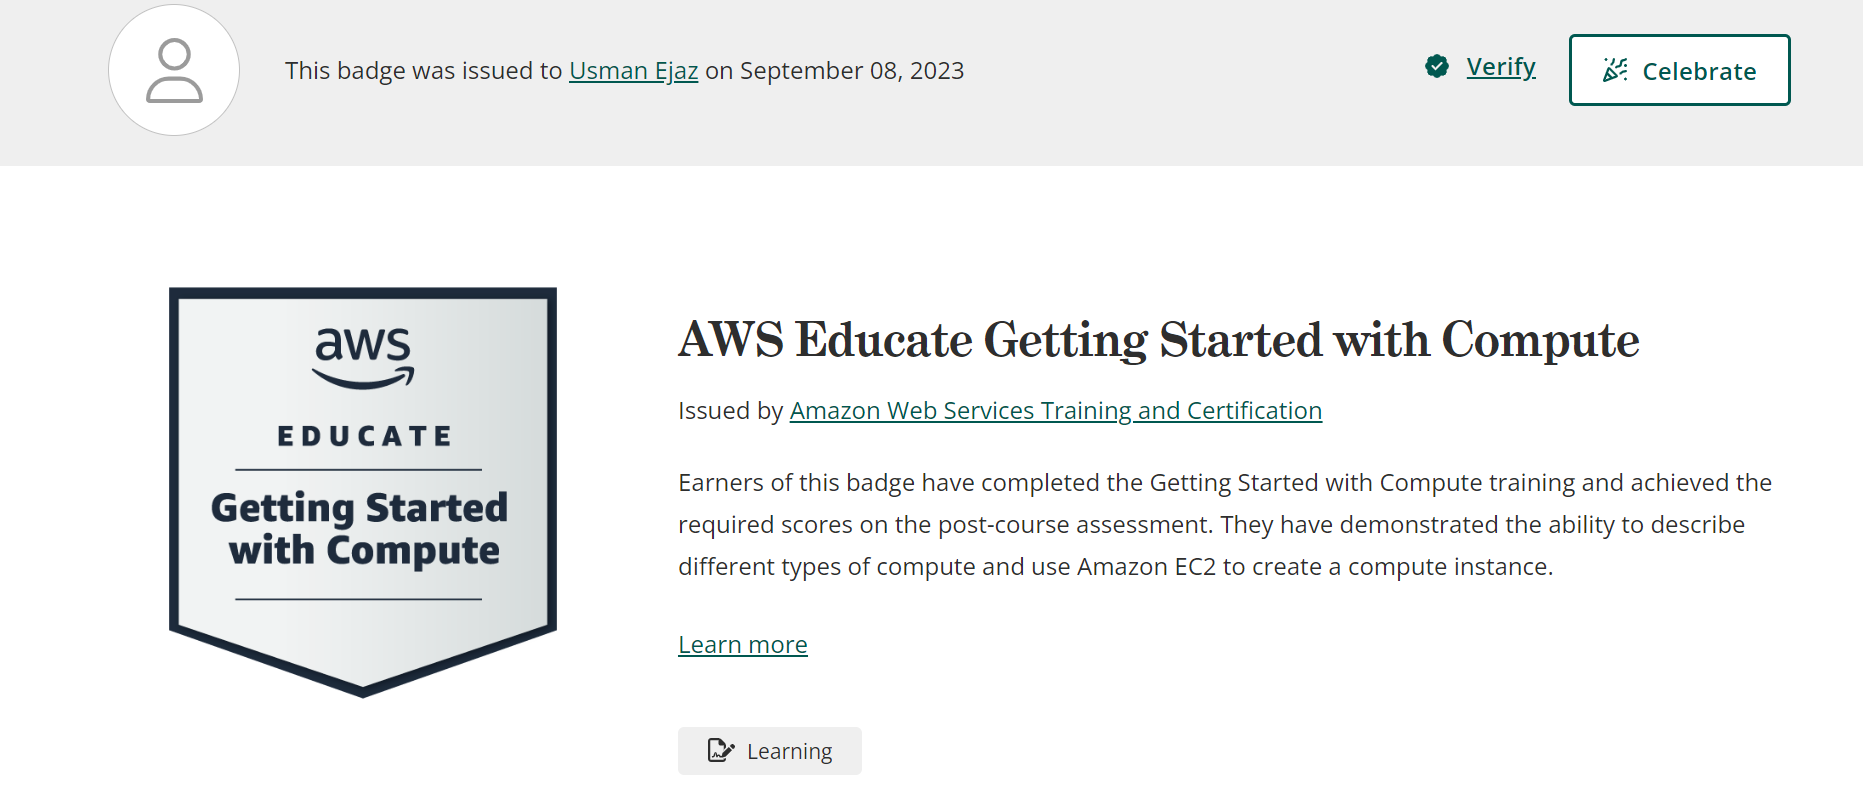 This badge was issued to Usman Ejaz on September 08, 2023
Verify
Celebrate
aws
EDUCATE
Getting Started
with Compute
AWS Educate Getting Started with Compute
Issued by Amazon Web Services Training and Certification
Earners of this badge have completed the Getting Started with Compute training and achieved the
required scores on the post-course assessment. They have demonstrated the ability to describe
different types of compute and use Amazon EC2 to create a compute instance.
Learn more
Learning